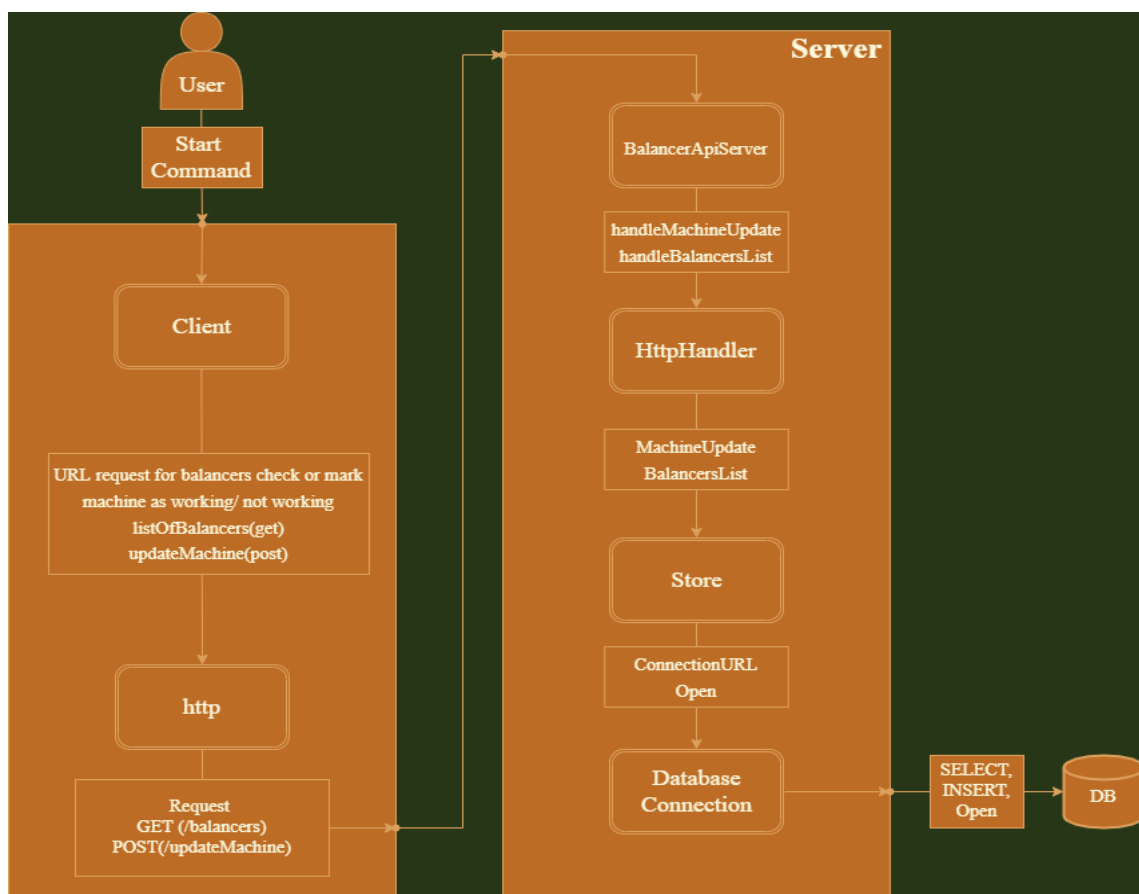 User
Start
Command
Client
URL request for balancers check or mark
machine as working/ not working
listOfBalancers(get)
updateMachine(post)
http
Request
GET (/balancers)
POST(/updateMachine)
Server
BalancerApiServer
handleMachineUpdate
handleBalancersList
HttpHandler
MachineUpdate
BalancersList
Store
ConnectionURL
Open
Database
Connection
SELECT,
INSERT,
Open
DB